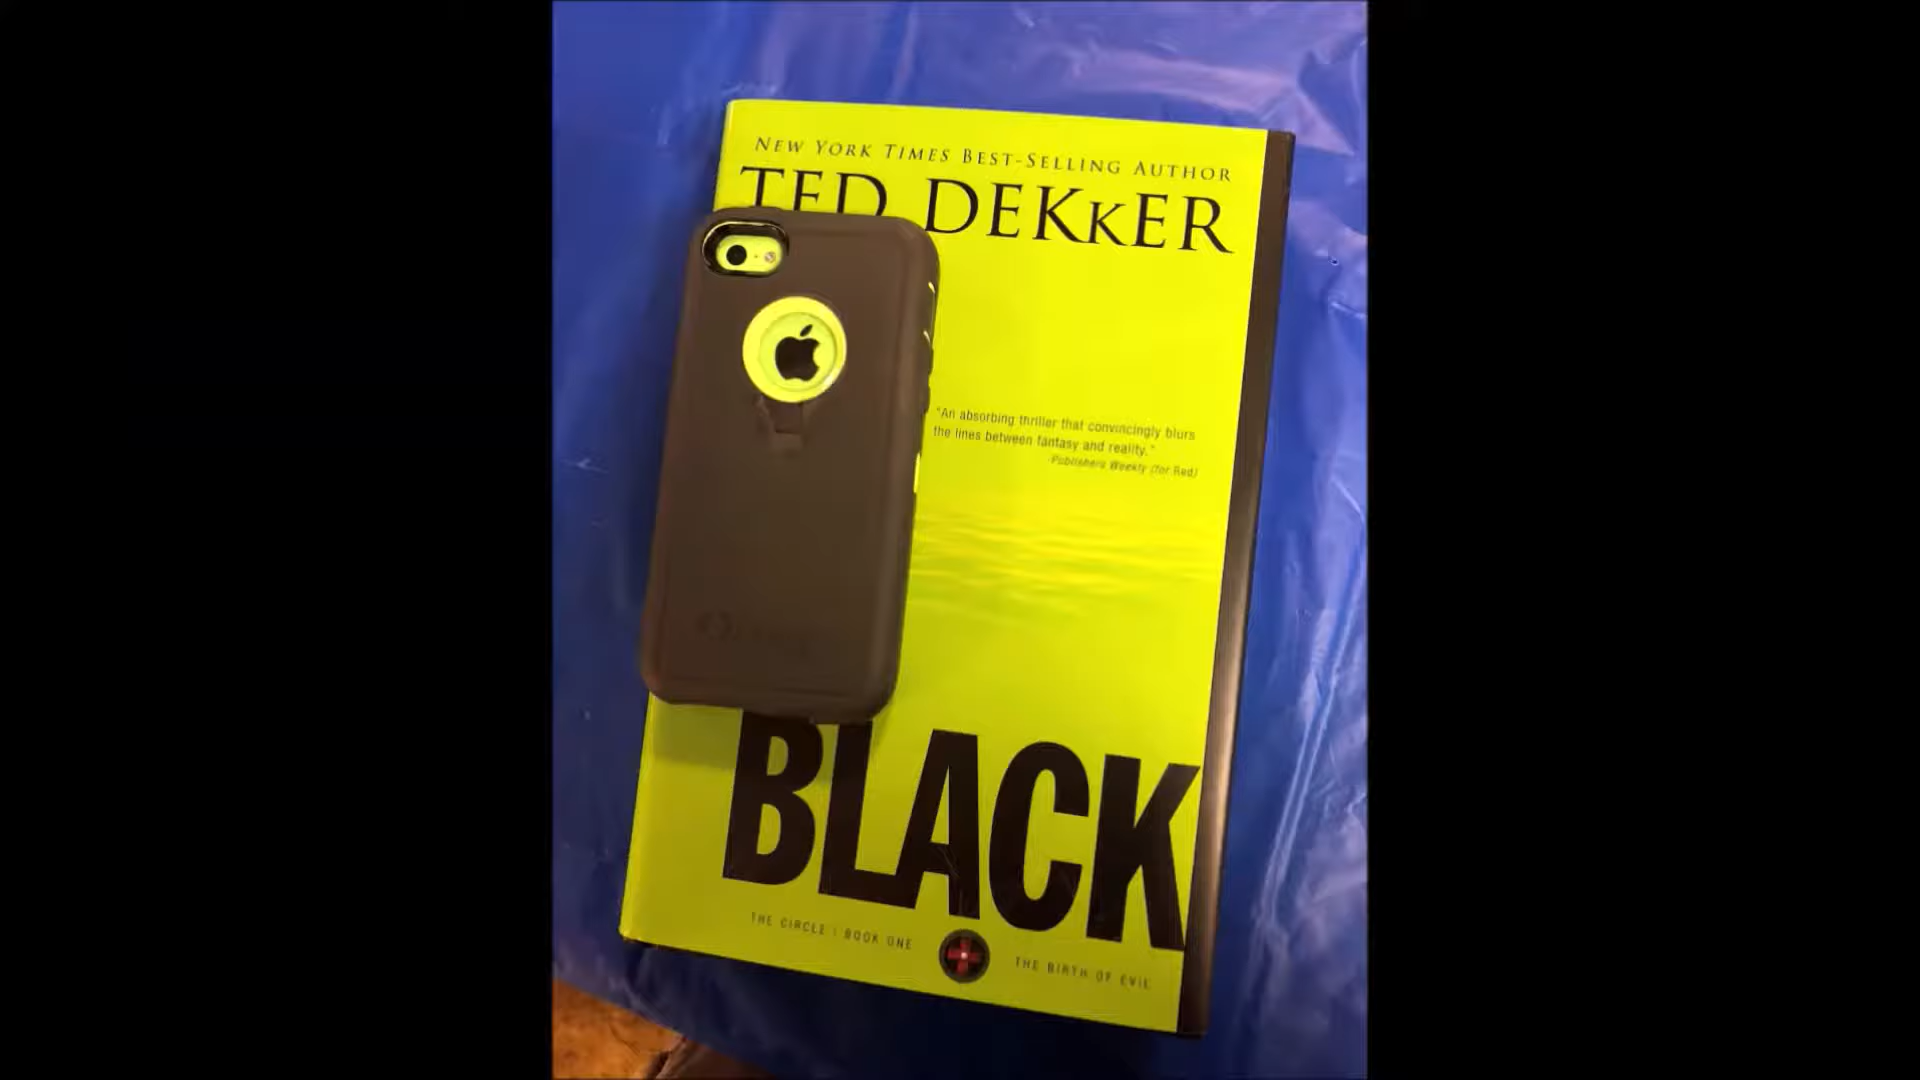 NEW YORK TIMES BEST-SELLING AUTHOR
TED DEKKER
"An absorbing thriller that convincingly blurs
the lines between fantasy and reality."
-Publishers Weekly (for Red)
BLACK
THE CIRCLE | BOOK ONE
THE BIRTH OF EVIL